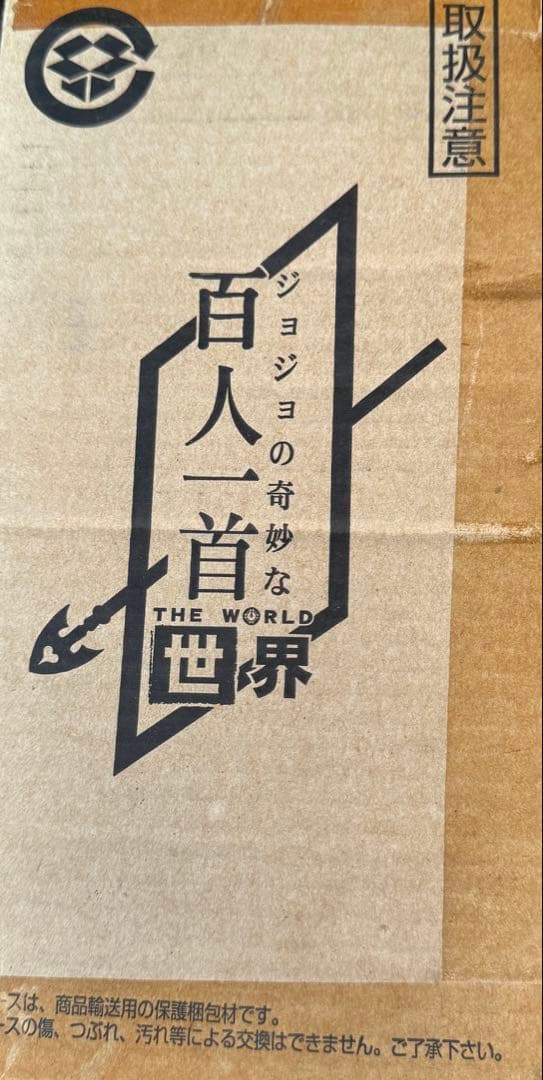 取扱注意
ジョジョの奇妙な
百人一首
THE WORLD
世界
ースは、商品輸送用の保護梱包材です。
ースの傷、つぶれ、汚れ等による交換はできません。ご了承下さい。